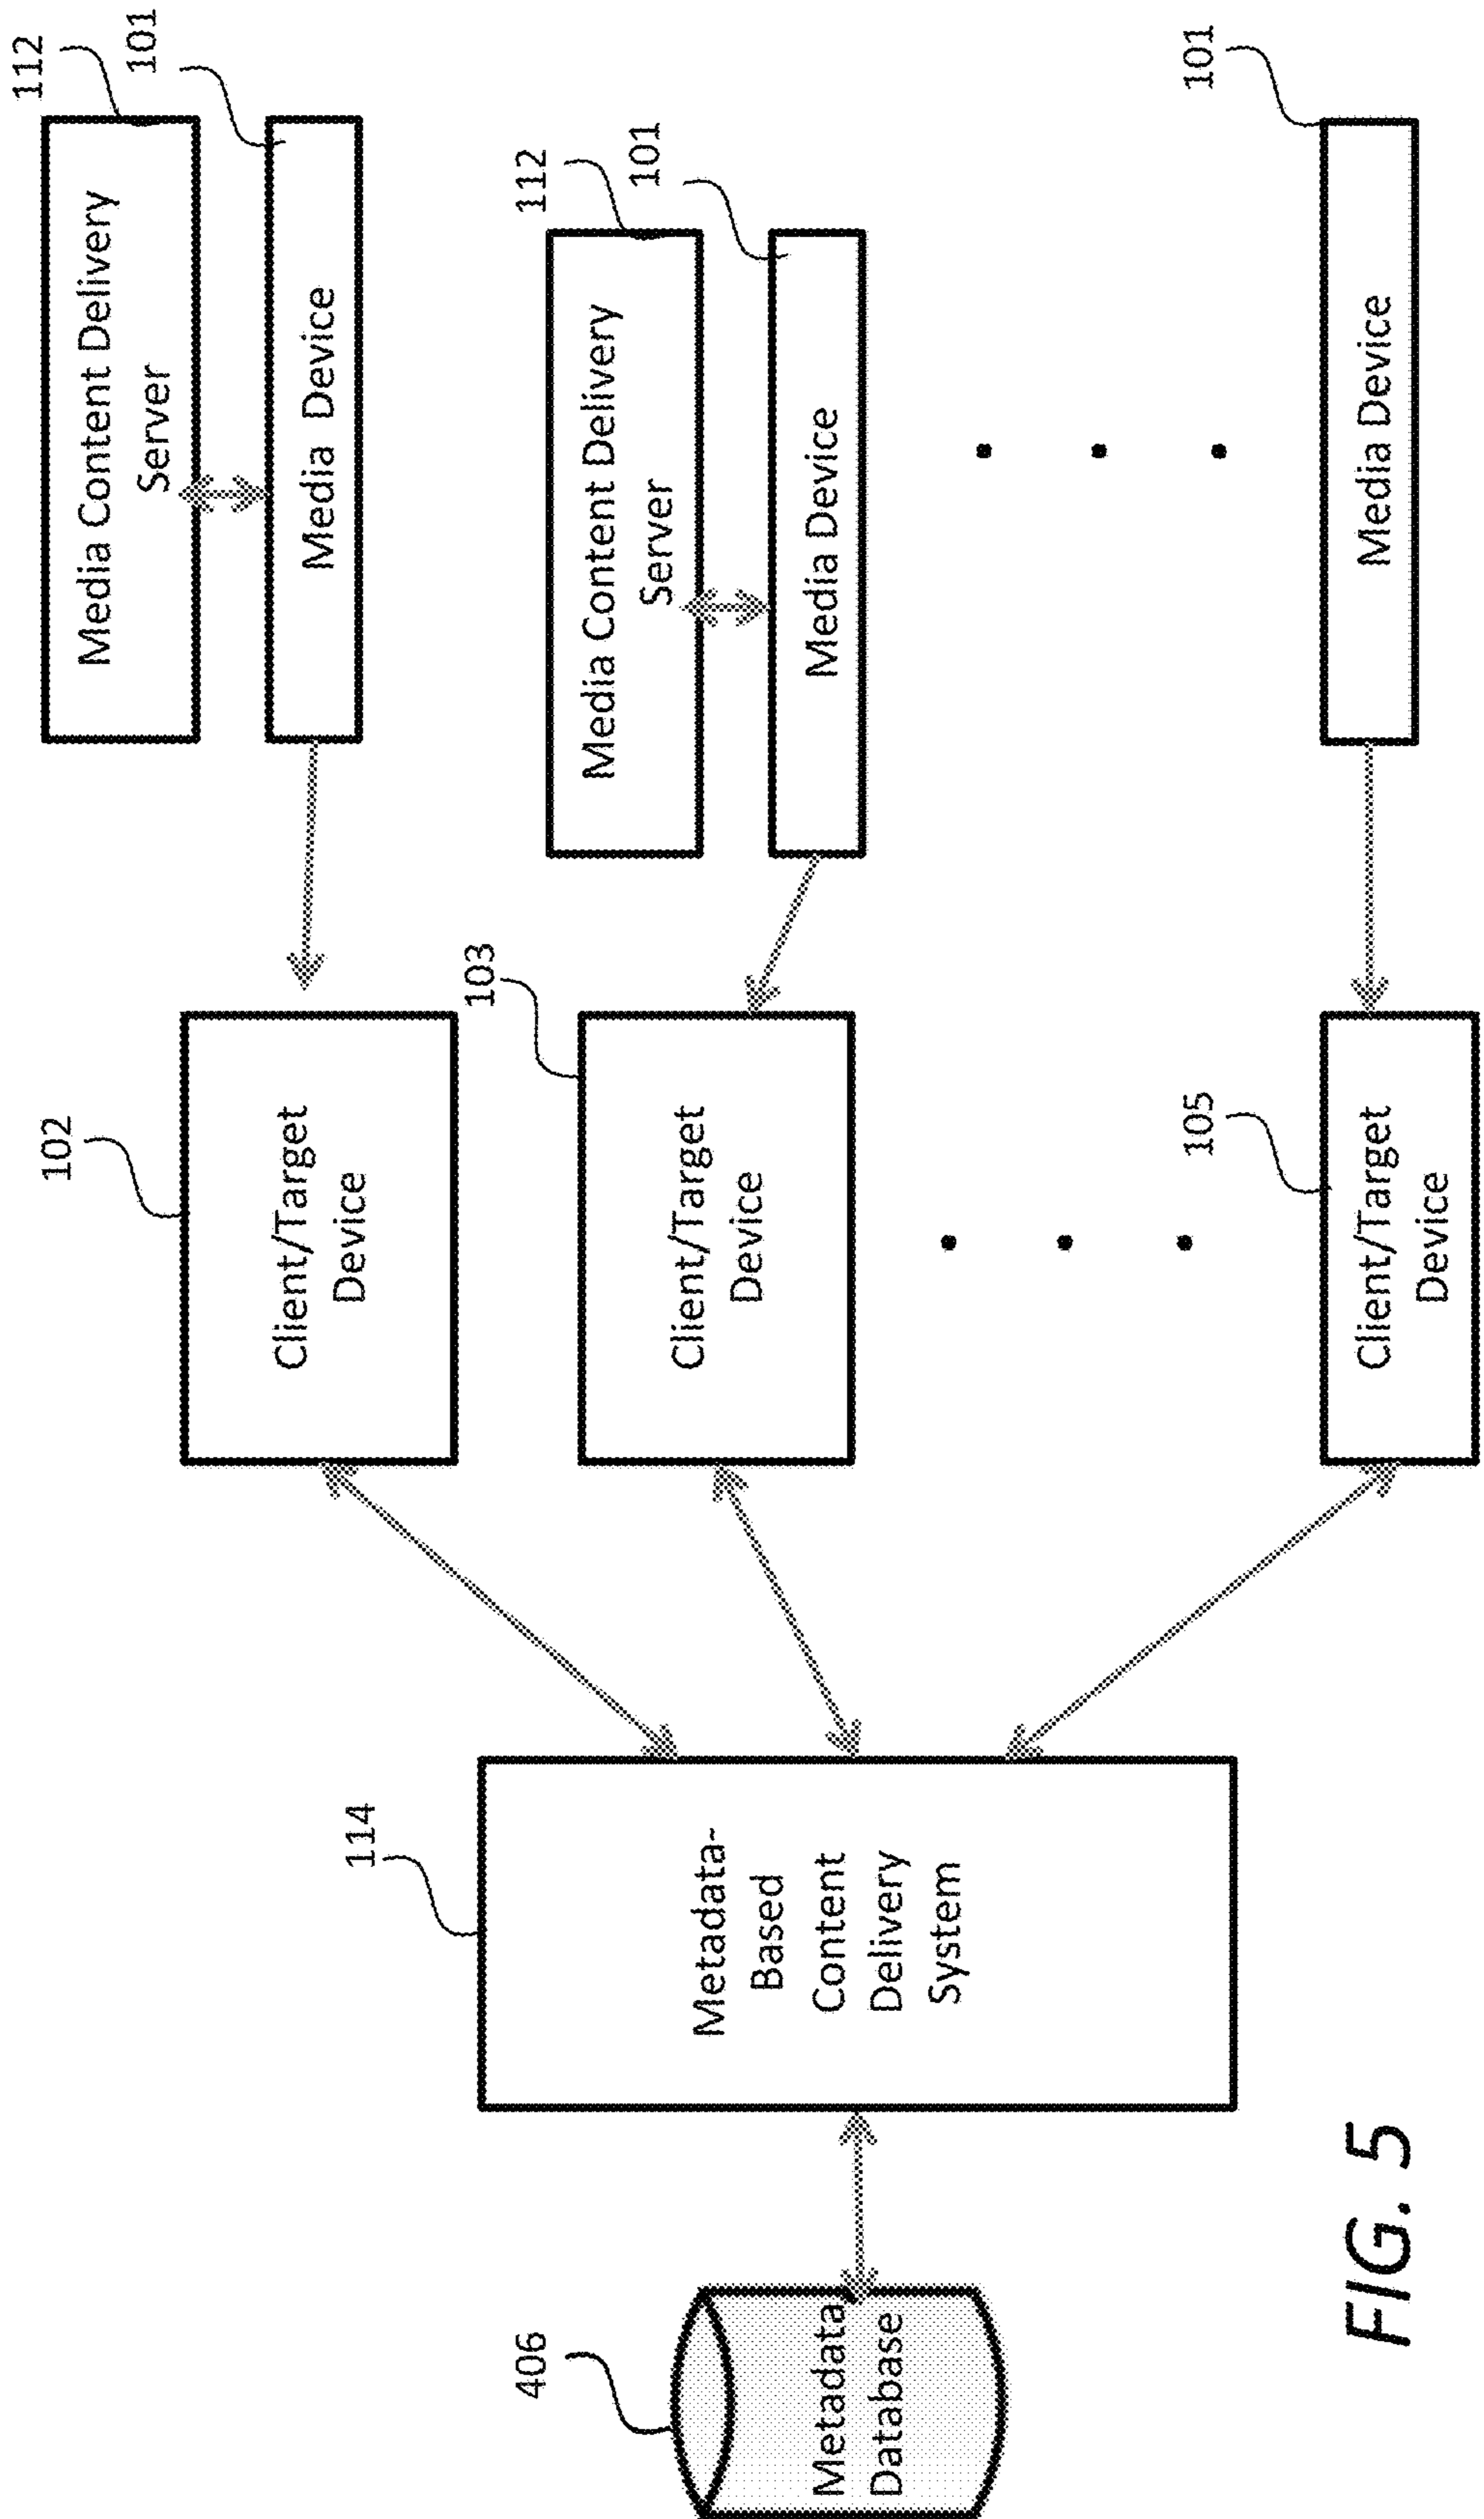 112
Media Content Delivery
Server
101
Media Device
102
Client/Target
Device
112
Media Content Delivery
Server
101
Media Device
103
Client/Target
Device
114
Metadata-
Based
Content
Delivery
System
406
Metadata
Database
101
Media Device
105
Client/Target
Device
FIG. 5